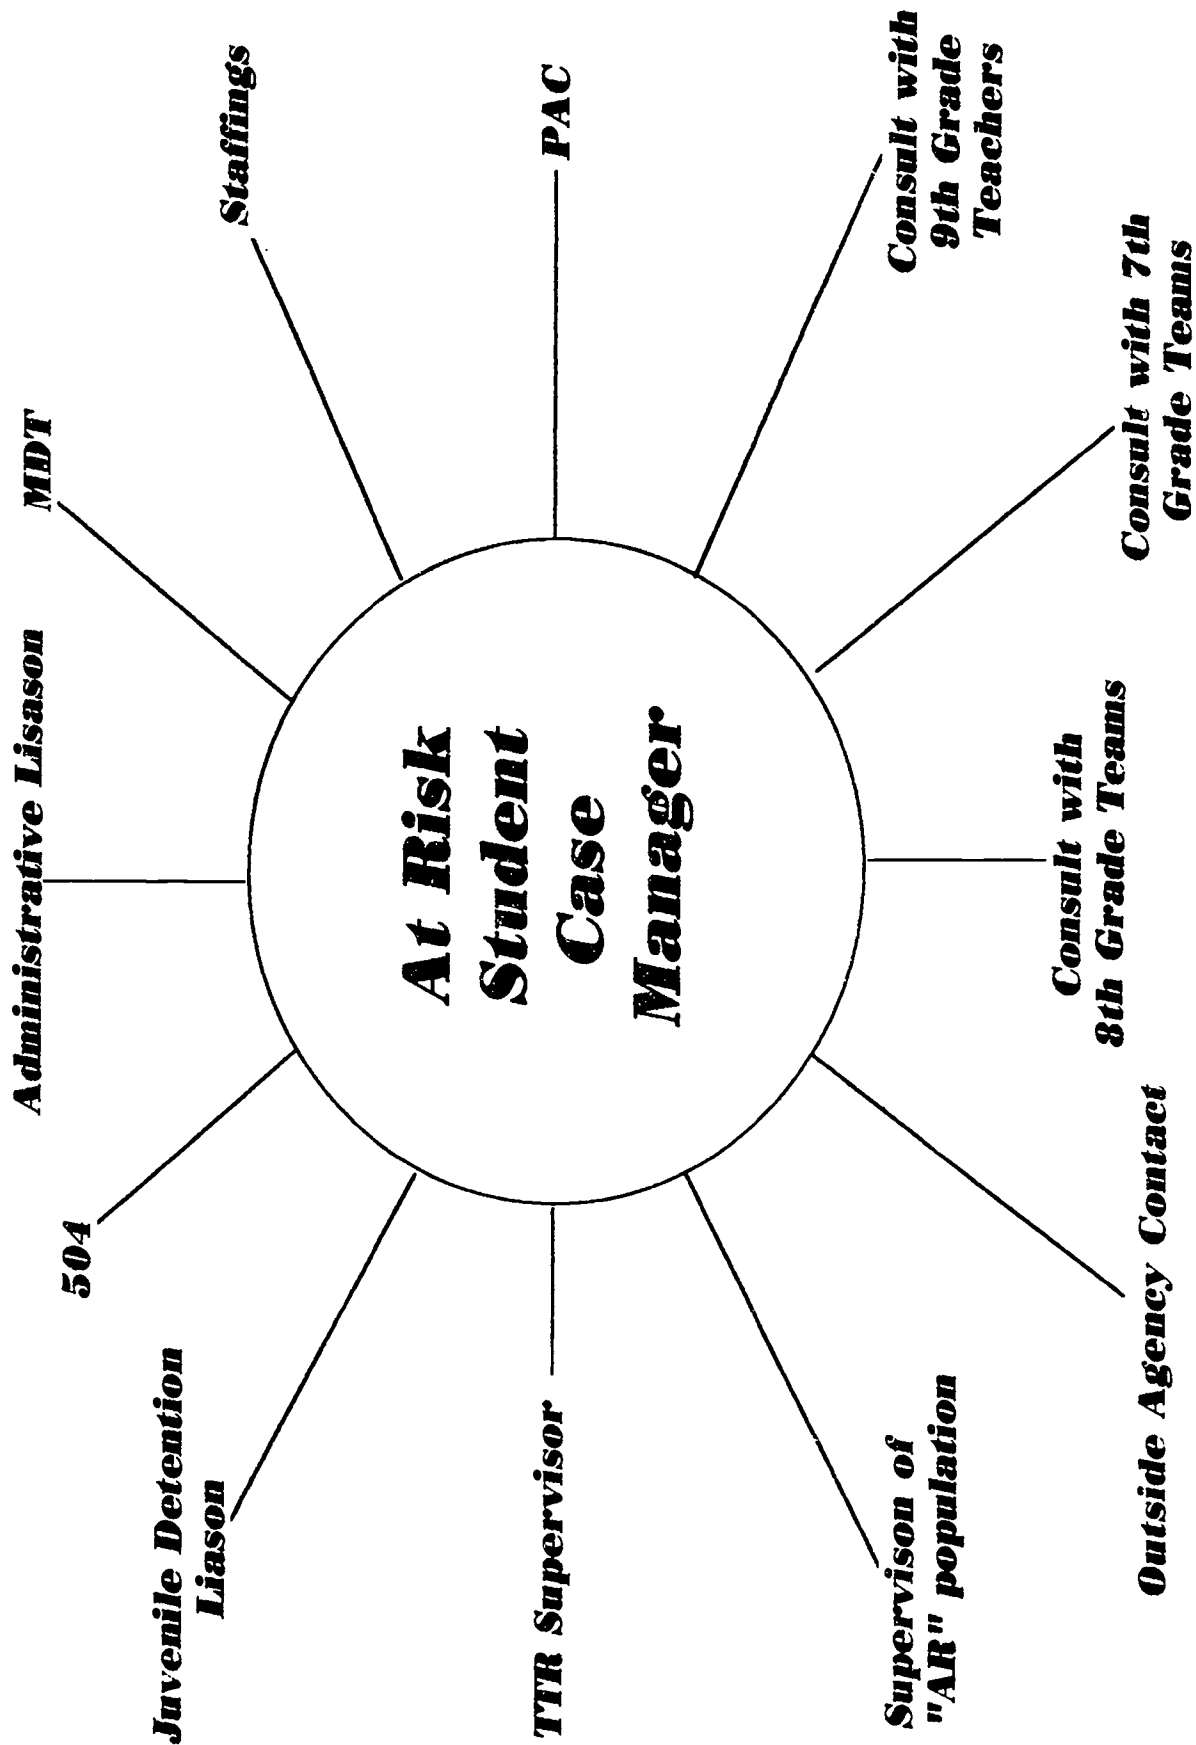 Administrative Lisason
MDT
504
Juvenile Detention
Liason
Staffings
At Risk
Student
Case
Manager
TTR Supervisor
PAC
Supervison of
"AR" population
Consult with
9th Grade
Teachers
Consult with
8th Grade Teams
Outside Agency Contact
Consult with 7th
Grade Teams